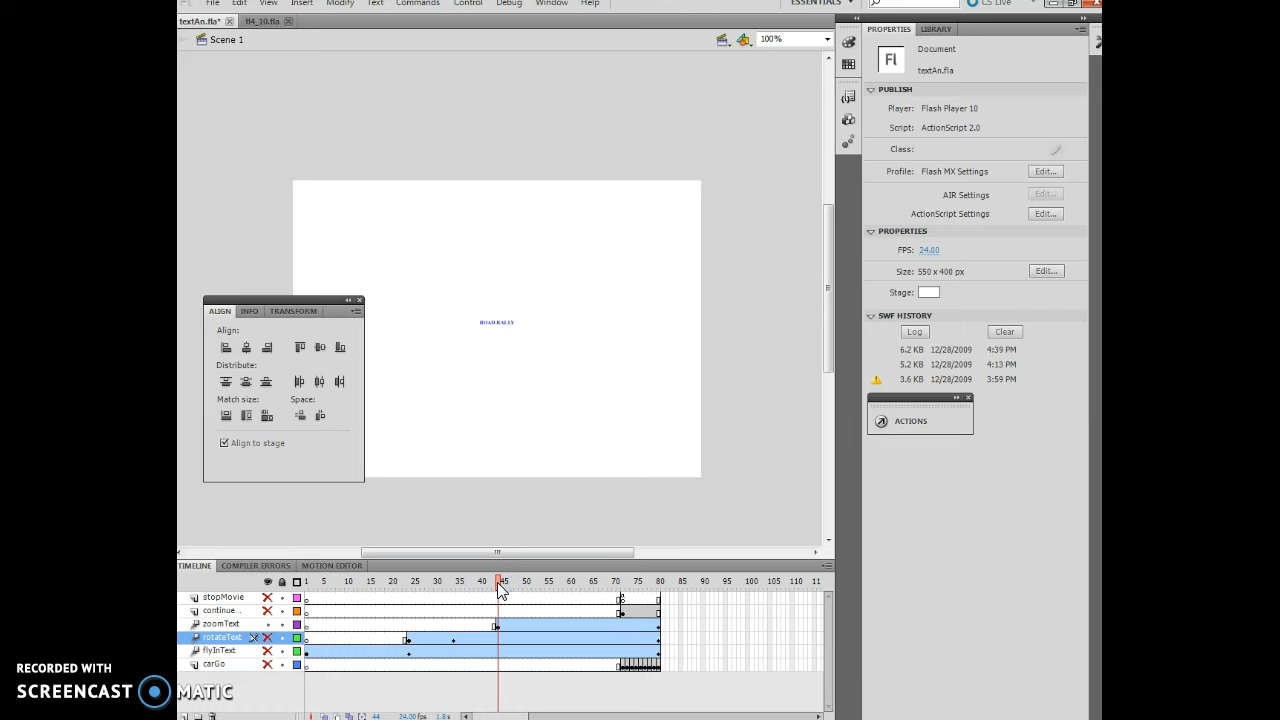 File Edit View Insert Modify Text Commands Control Debug Window Help ESSENTIALS CS Live
textAn.fla* fl4_10.fla
PROPERTIES LIBRARY
Scene 1 100%
Fl Document
textAn.fla
PUBLISH
Player: Flash Player 10
Script: ActionScript 2.0
Class:
Profile: Flash MX Settings Edit...
AIR Settings Edit...
ActionScript Settings Edit...
PROPERTIES
FPS: 24.00
Size: 550 x 400 px Edit...
Stage:
SWF HISTORY
Log Clear
6.2 KB 12/28/2009 4:39 PM
5.2 KB 12/28/2009 4:13 PM
3.6 KB 12/28/2009 3:59 PM
ACTIONS
ROAD RALLY
ALIGN INFO TRANSFORM
Align:
Distribute:
Match size: Space:
Align to stage
TIMELINE COMPILER ERRORS MOTION EDITOR
1 5 10 15 20 25 30 35 40 45 50 55 60 65 70 75 80 85 90 95 100 105 110 11
stopMovie
continue...
zoomText
rotateText
flyInText
carGo
44 24.00 fps 1.8 s
RECORDED WITH
SCREENCAST MATIC